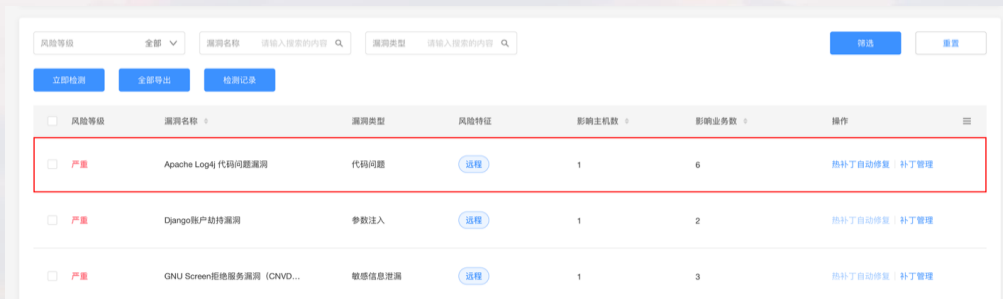 风险等级 全部 漏洞名称 请输入搜索的内容 漏洞类型 请输入搜索的内容 筛选 重置
立即检测 全部导出 检测记录
风险等级 漏洞名称 漏洞类型 风险特征 影响主机数 影响业务数 操作
严重 Apache Log4j 代码问题漏洞 代码问题 远程 1 6 热补丁自动修复 补丁管理
严重 Django账户劫持漏洞 参数注入 远程 1 2 热补丁自动修复 补丁管理
严重 GNU Screen拒绝服务漏洞（CNVD... 敏感信息泄漏 远程 1 3 热补丁自动修复 补丁管理